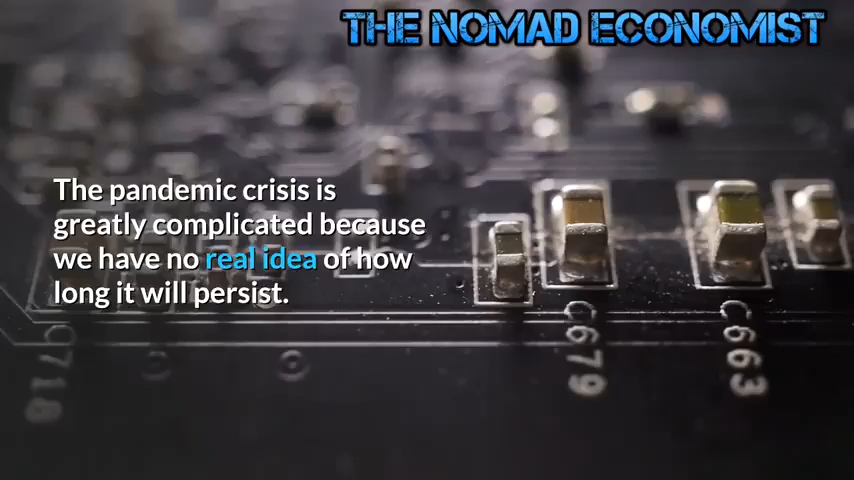 THE NOMAD ECONOMIST
The pandemic crisis is
greatly complicated because
we have no real idea of how
long it will persist.
C718
C679
C663